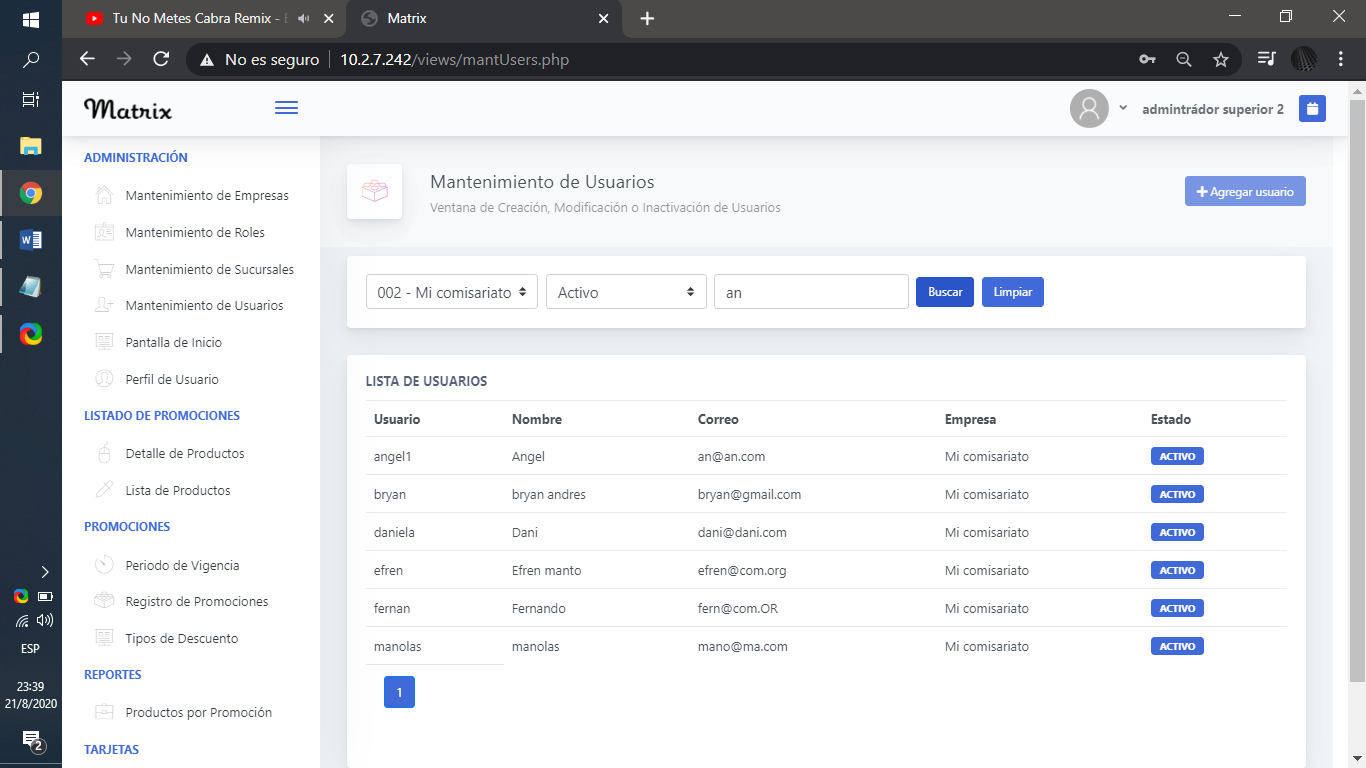 Tu No Metes Cabra Remix -
Matrix
No es seguro
10.2.7.242/views/mantUsers.php
Matrix
admintrádor superior 2
ADMINISTRACIÓN
Mantenimiento de Empresas
Mantenimiento de Roles
Mantenimiento de Sucursales
Mantenimiento de Usuarios
Pantalla de Inicio
Perfil de Usuario
LISTADO DE PROMOCIONES
Detalle de Productos
Lista de Productos
PROMOCIONES
Periodo de Vigencia
Registro de Promociones
Tipos de Descuento
REPORTES
Productos por Promoción
TARJETAS
Mantenimiento de Usuarios
Ventana de Creación, Modificación o Inactivación de Usuarios
Agregar usuario
002 - Mi comisariato Activo an Buscar Limpiar
LISTA DE USUARIOS
Usuario Nombre Correo Empresa Estado
angel1 Angel an@an.com Mi comisariato ACTIVO
bryan bryan andres bryan@gmail.com Mi comisariato ACTIVO
daniela Dani dani@dani.com Mi comisariato ACTIVO
efren Efren manto efren@com.org Mi comisariato ACTIVO
fernan Fernando fern@com.OR Mi comisariato ACTIVO
manolas manolas mano@ma.com Mi comisariato ACTIVO
1
ESP
23:39
21/8/2020
2